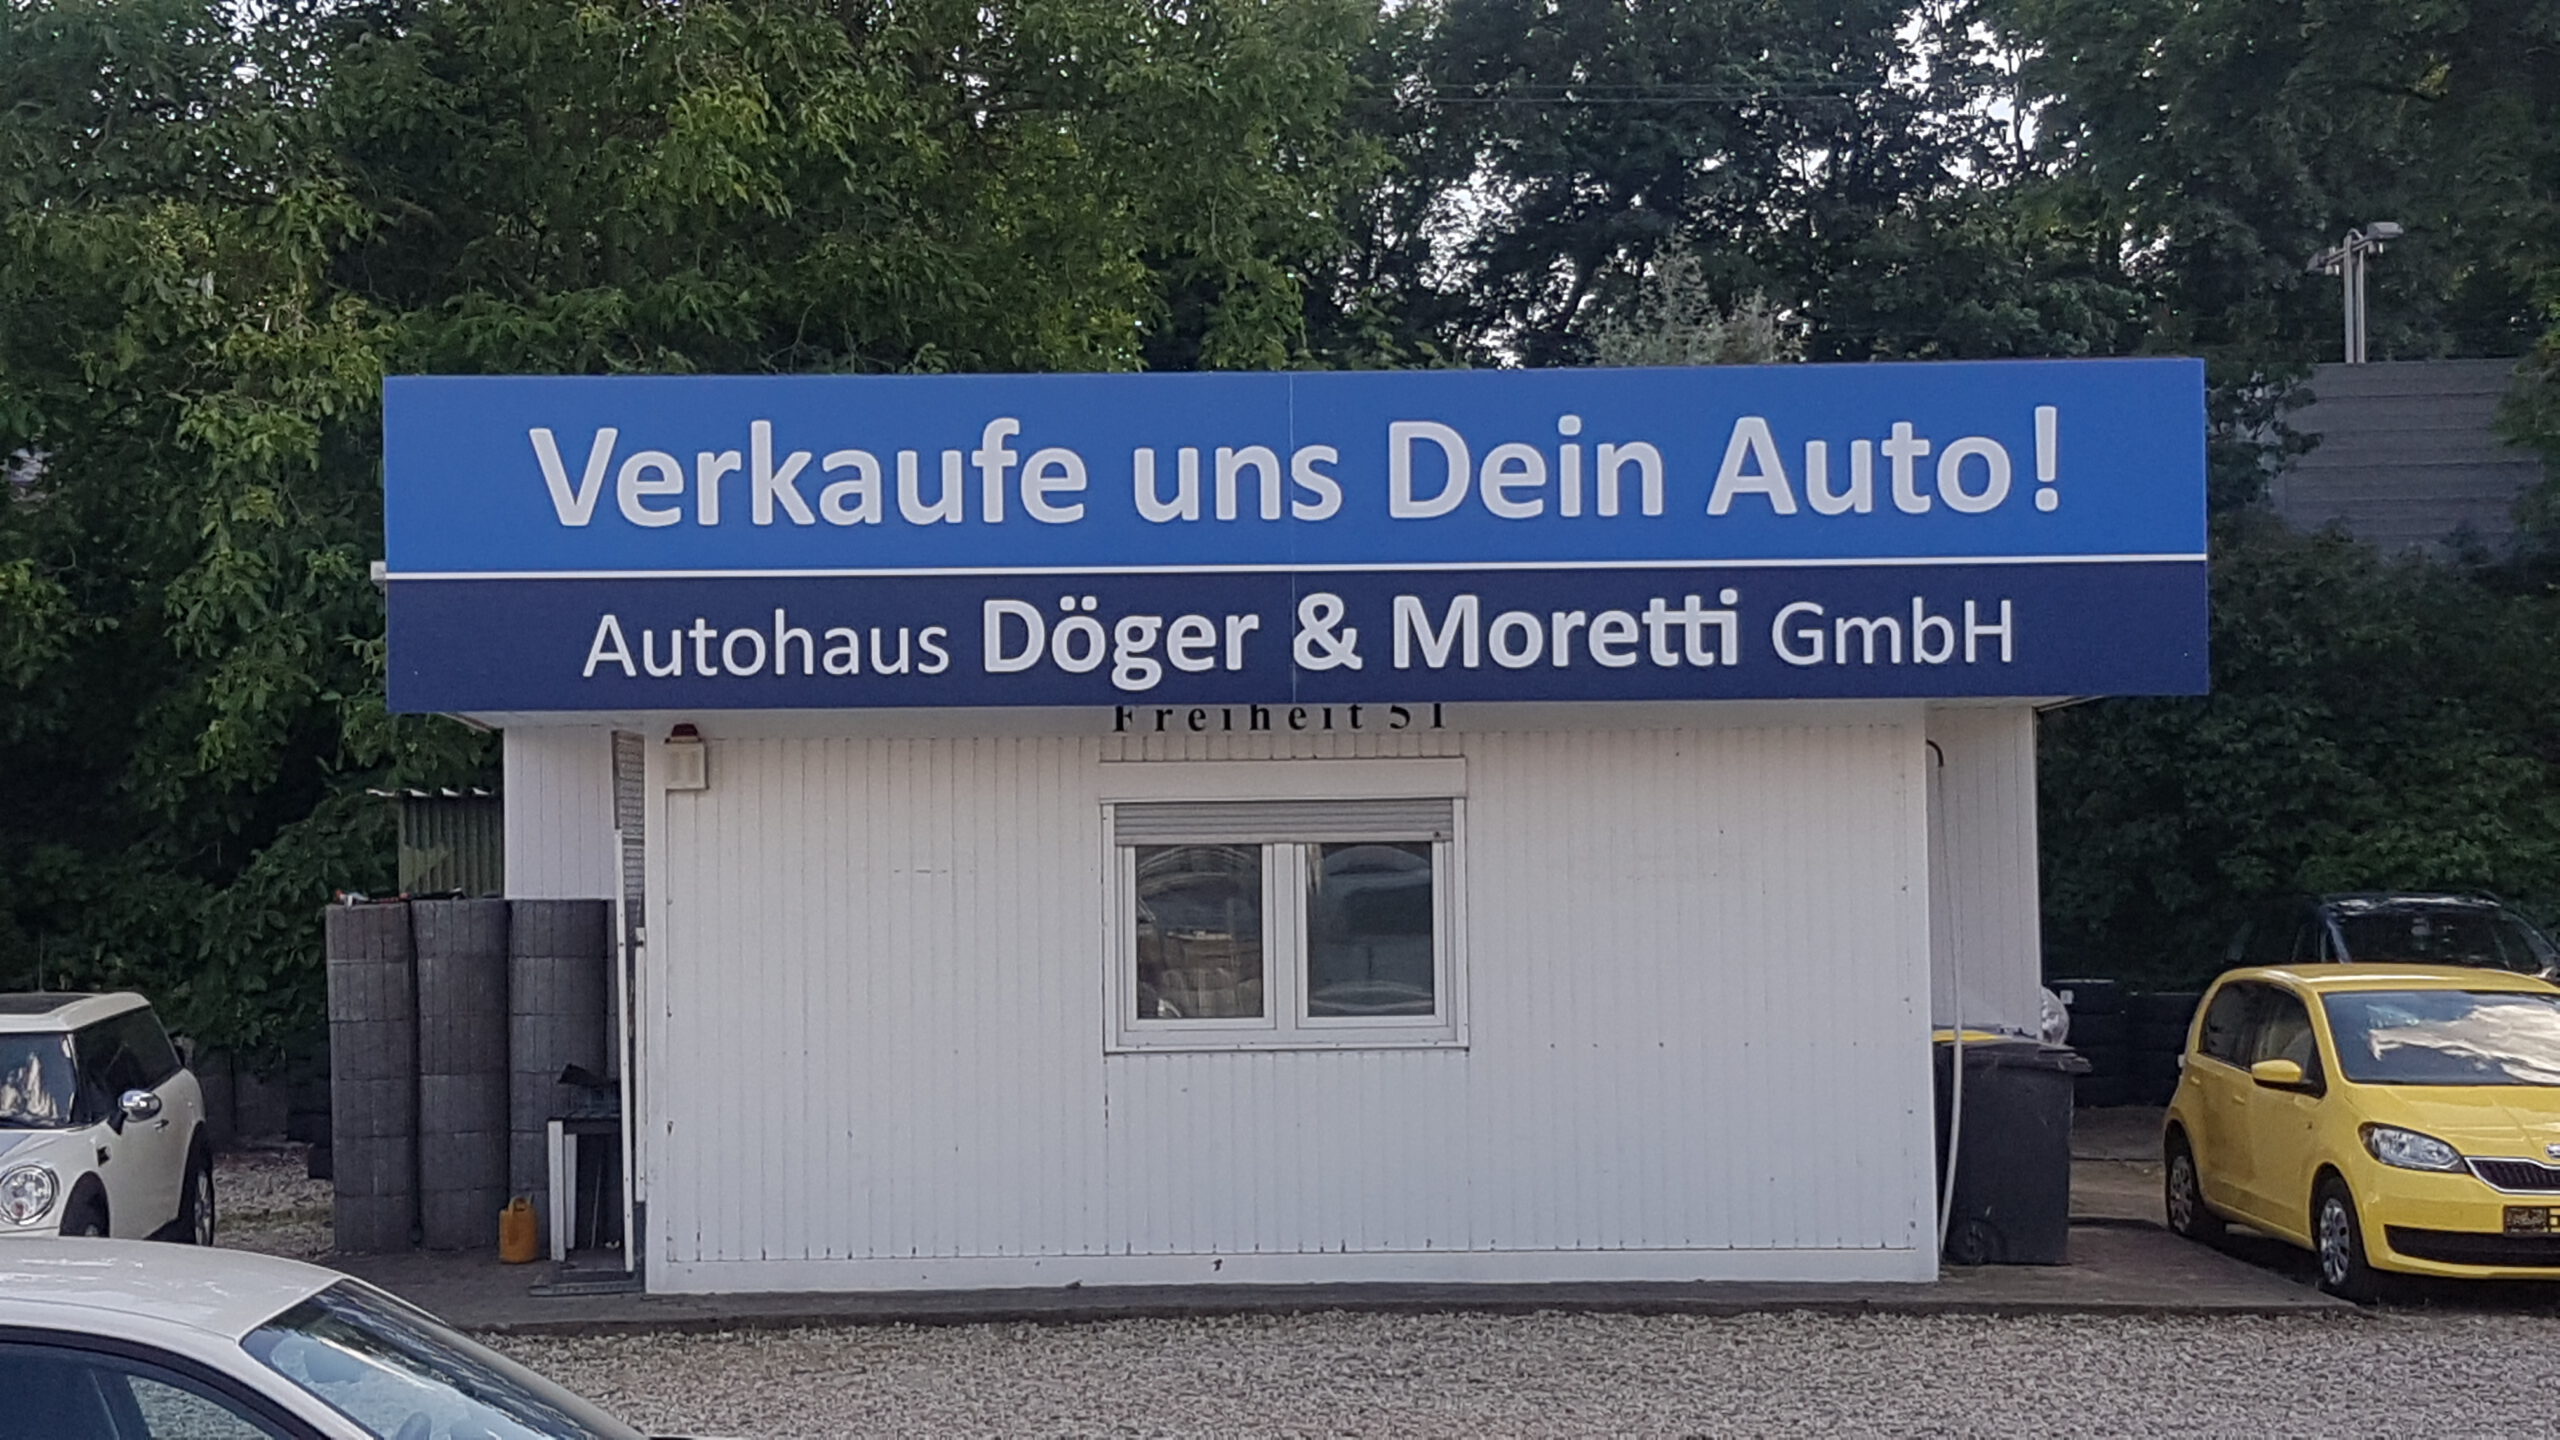 Verkaufe uns Dein Auto!
Autohaus Döger & Moretti GmbH
Freiheit 51